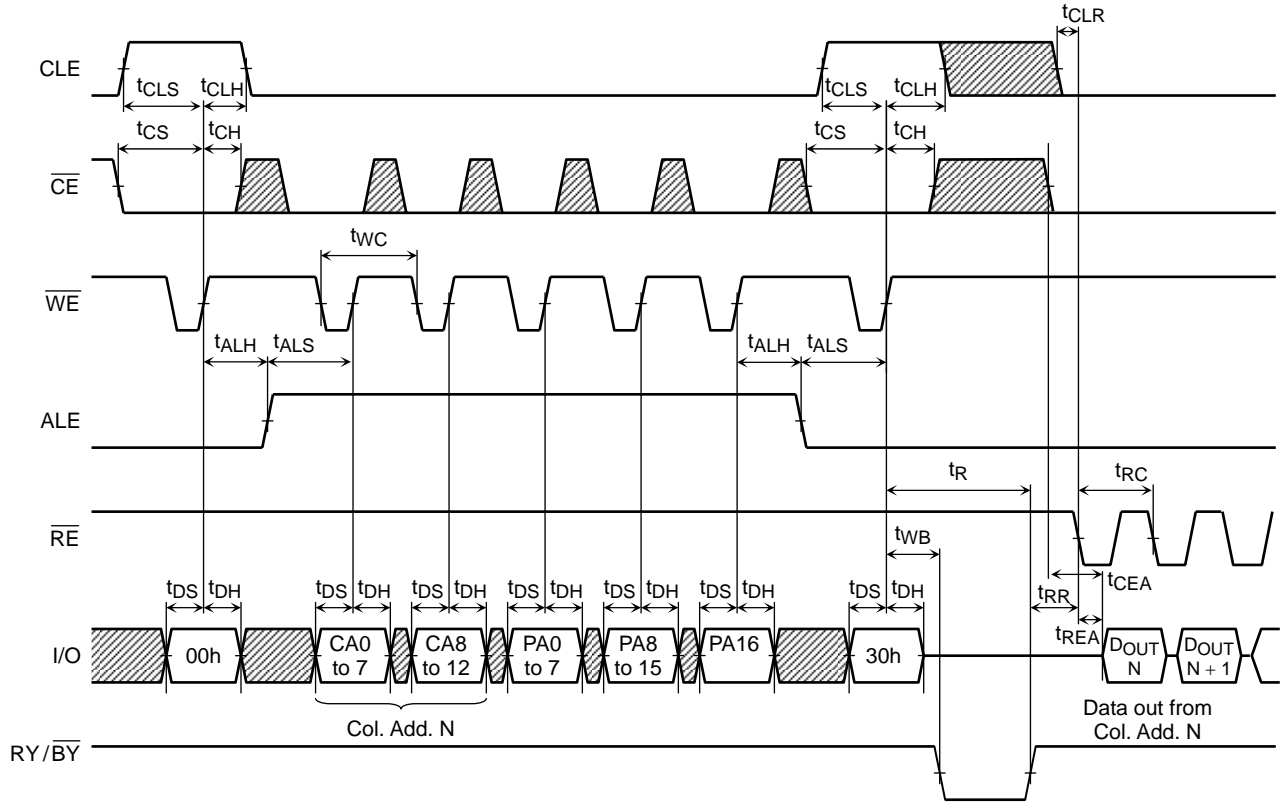 tCLR
CLE
tCLS tCLH tCLS tCLH
tCS tCH tCS tCH
CE
tWC
WE
tALH tALS tALH tALS
ALE
tR tRC
RE
tWB
tCEA
tDS tDH tDS tDH tDS tDH tDS tDH tDS tDH tDS tDH tDS tDH tRR
tREA
I/O 00h CA0 to 7 CA8 to 12 PA0 to 7 PA8 to 15 PA16 30h DOUT N DOUT N + 1
Col. Add. N
Data out from
Col. Add. N
RY/BY